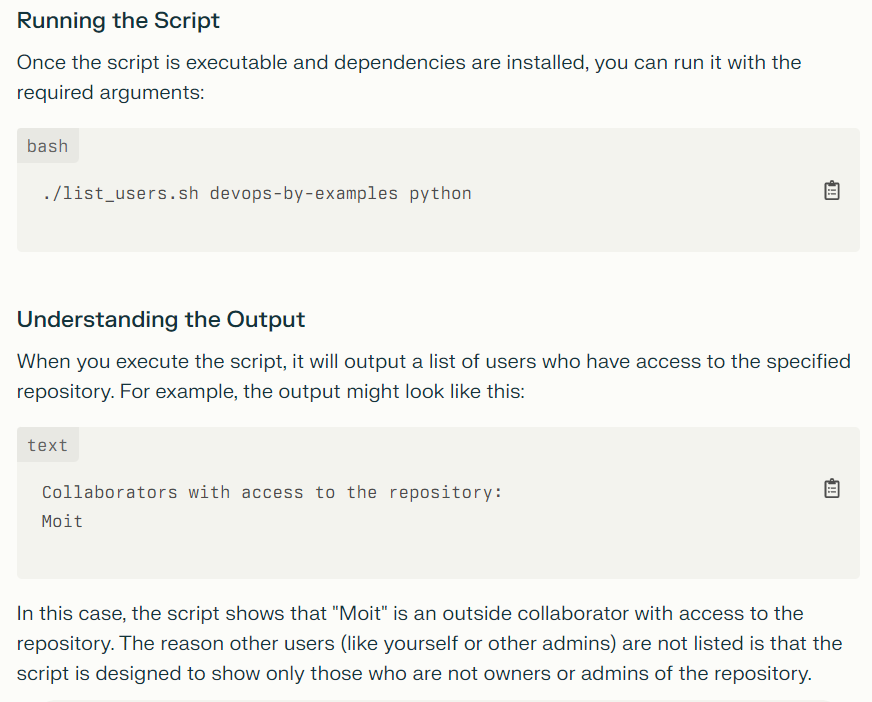 Running the Script
Once the script is executable and dependencies are installed, you can run it with the
required arguments:
bash
./list_users.sh devops-by-examples python
Understanding the Output
When you execute the script, it will output a list of users who have access to the specified
repository. For example, the output might look like this:
text
Collaborators with access to the repository:
Moit
In this case, the script shows that "Moit" is an outside collaborator with access to the
repository. The reason other users (like yourself or other admins) are not listed is that the
script is designed to show only those who are not owners or admins of the repository.